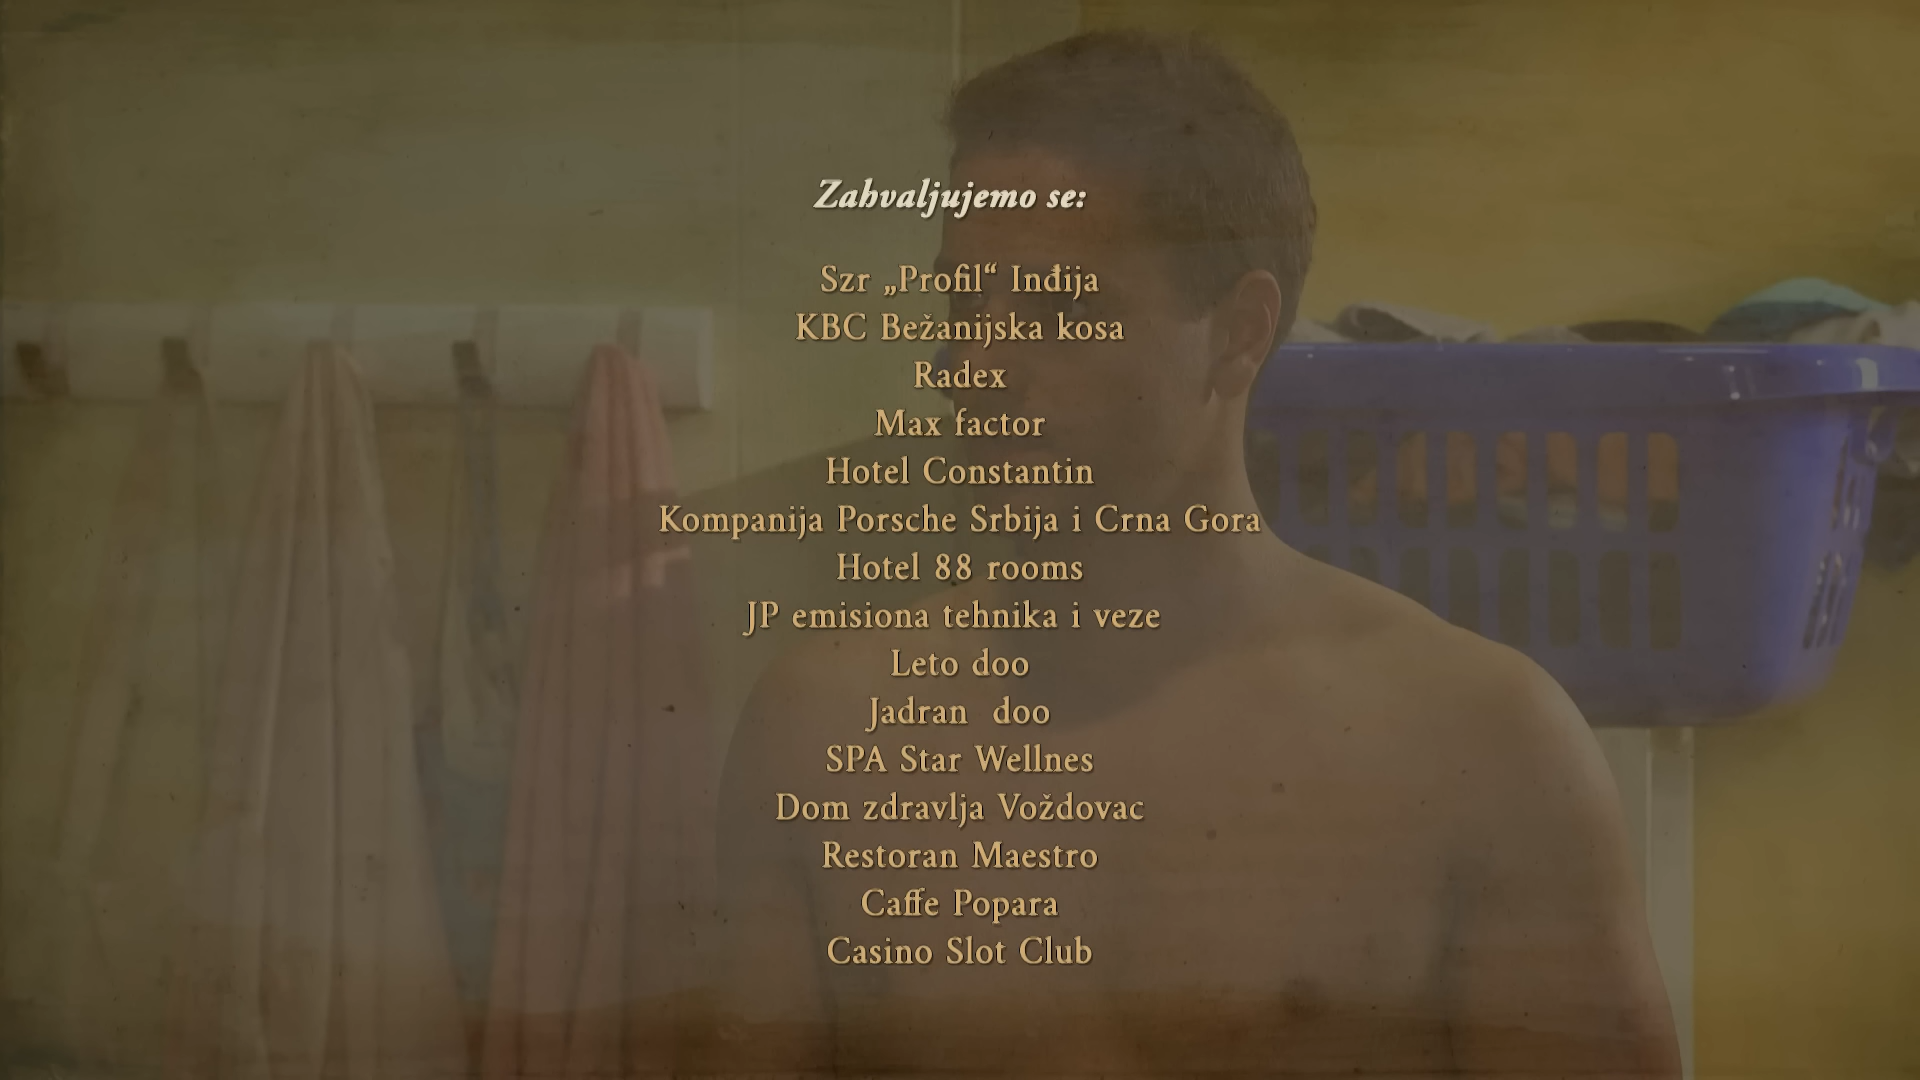 Zahvaljujemo se:
Szr „Profil“ Inđija
KBC Bežanijska kosa
Radex
Max factor
Hotel Constantin
Kompanija Porsche Srbija i Crna Gora
Hotel 88 rooms
JP emisiona tehnika i veze
Leto doo
Jadran doo
SPA Star Wellnes
Dom zdravlja Voždovac
Restoran Maestro
Caffe Popara
Casino Slot Club